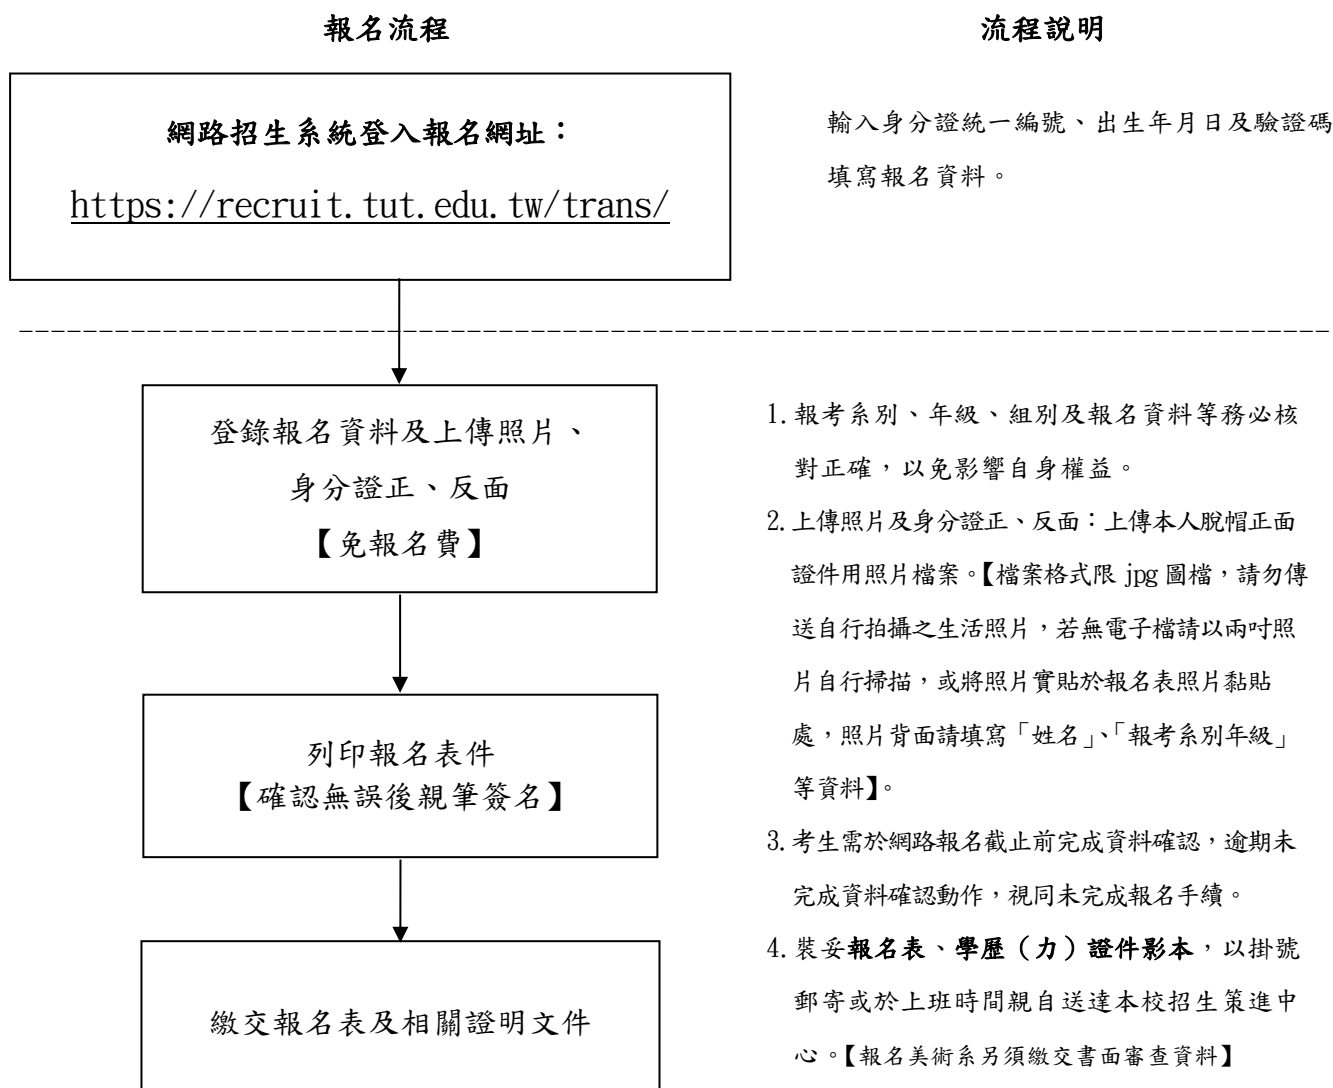 報名流程
流程說明
網路招生系統登入報名網址：
https://recruit.tut.edu.tw/trans/
輸入身分證統一編號、出生年月日及驗證碼
填寫報名資料。
登錄報名資料及上傳照片、
身分證正、反面
【免報名費】
列印報名表件
【確認無誤後親筆簽名】
繳交報名表及相關證明文件
1. 報考系別、年級、組別及報名資料等務必核
對正確，以免影響自身權益。
2. 上傳照片及身分證正、反面：上傳本人脫帽正面
證件用照片檔案。【檔案格式限 jpg 圖檔，請勿傳
送自行拍攝之生活照片，若無電子檔請以兩吋照
片自行掃描，或將照片實貼於報名表照片黏貼
處，照片背面請填寫「姓名」、「報考系別年級」
等資料】。
3. 考生需於網路報名截止前完成資料確認，逾期未
完成資料確認動作，視同未完成報名手續。
4. 裝妥報名表、學歷（力）證件影本，以掛號
郵寄或於上班時間親自送達本校招生策進中
心。【報名美術系另須繳交書面審查資料】